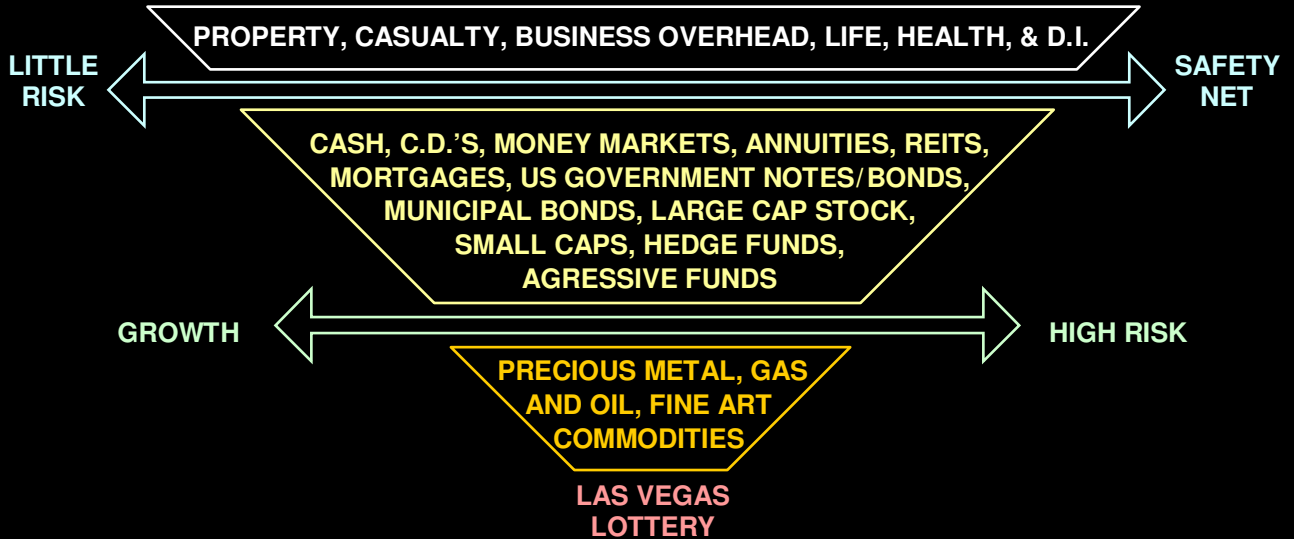 PROPERTY, CASUALTY, BUSINESS OVERHEAD, LIFE, HEALTH, & D.I.
LITTLE
RISK
SAFETY
NET
CASH, C.D.’S, MONEY MARKETS, ANNUITIES, REITS,
MORTGAGES, US GOVERNMENT NOTES/BONDS,
MUNICIPAL BONDS, LARGE CAP STOCK,
SMALL CAPS, HEDGE FUNDS,
AGRESSIVE FUNDS
GROWTH
HIGH RISK
PRECIOUS METAL, GAS
AND OIL, FINE ART
COMMODITIES
LAS VEGAS
LOTTERY